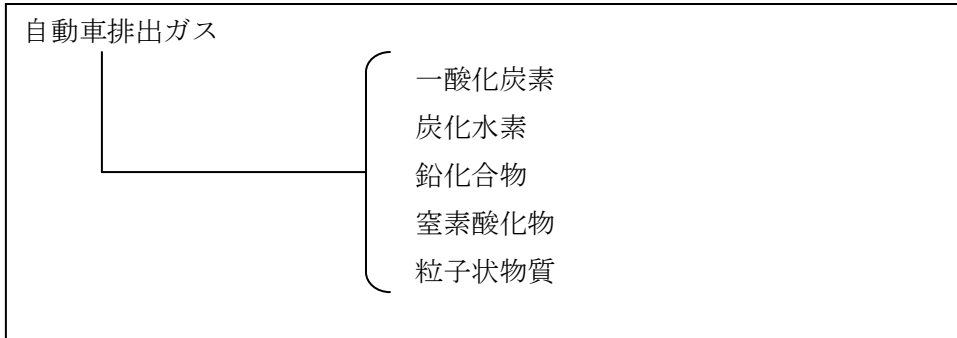 自動車排出ガス
一酸化炭素
炭化水素
鉛化合物
窒素酸化物
粒子状物質